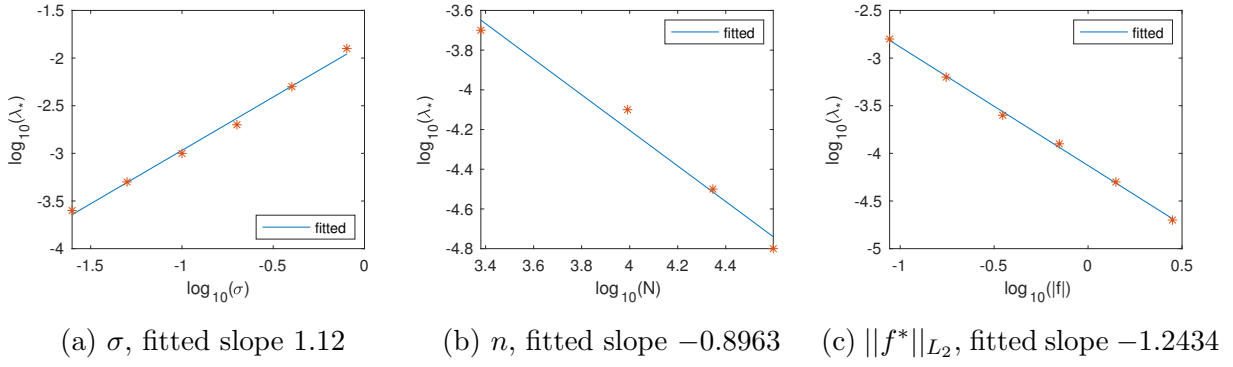 -1.5
-2
-2.5
-3
-3.5
-4
log10(λ*)
fitted
-1.5 -1 -0.5 0
log10(σ)
(a) σ, fitted slope 1.12
-3.6
-3.8
-4
-4.2
-4.4
-4.6
-4.8
log10(λ*)
fitted
3.4 3.6 3.8 4 4.2 4.4
log10(N)
(b) n, fitted slope −0.8963
-2.5
-3
-3.5
-4
-4.5
-5
log10(λ*)
fitted
-1 -0.5 0 0.5
log10(|f|)
(c) ||f*||L2, fitted slope −1.2434